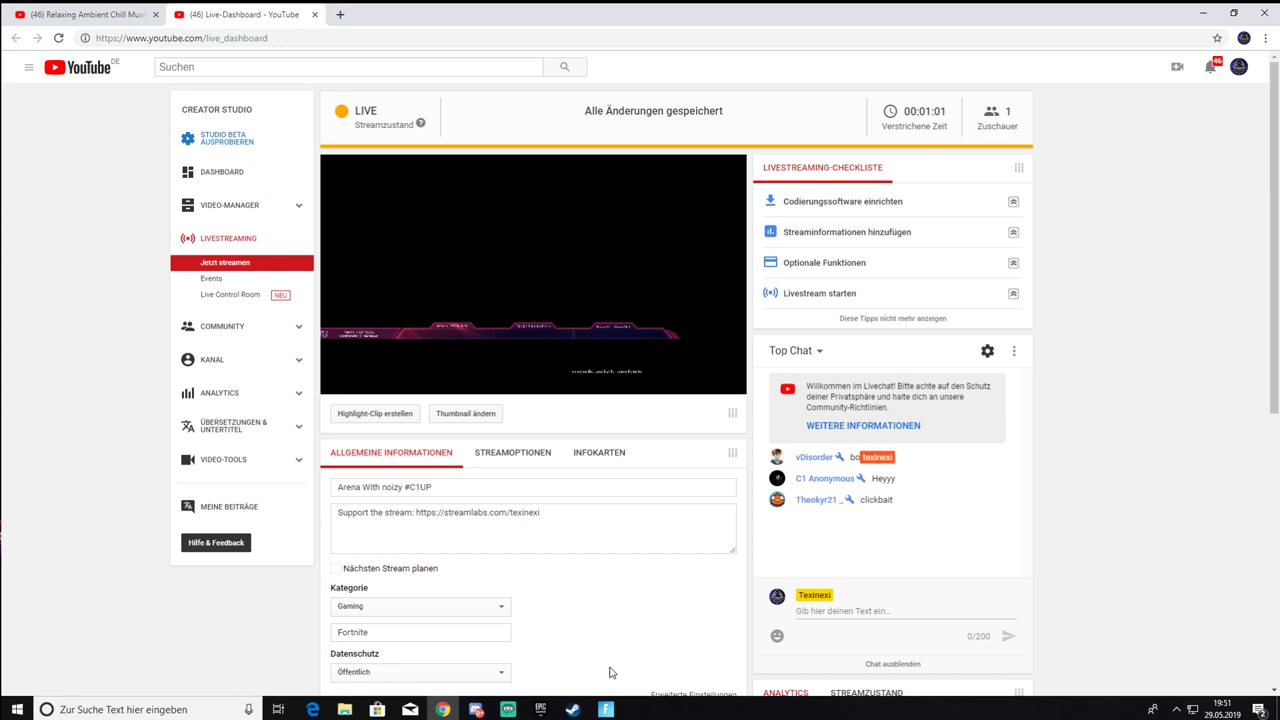 (46) Relaxing Ambient Chill Mus
(46) Live-Dashboard - YouTube
https://www.youtube.com/live_dashboard
YouTube DE
Suchen
46
CREATOR STUDIO
STUDIO BETA
AUSPROBIEREN
DASHBOARD
VIDEO-MANAGER
LIVESTREAMING
Jetzt streamen
Events
Live Control Room NEU
COMMUNITY
KANAL
ANALYTICS
ÜBERSETZUNGEN &
UNTERTITEL
VIDEO-TOOLS
MEINE BEITRÄGE
Hilfe & Feedback
LIVE
Streamzustand
Alle Änderungen gespeichert
00:01:01
Verstrichene Zeit
1
Zuschauer
Highlight-Clip erstellen
Thumbnail ändern
ALLGEMEINE INFORMATIONEN
STREAMOPTIONEN
INFOKARTEN
Arena With noizy #C1UP
Support the stream: https://streamlabs.com/texinexi
Nächsten Stream planen
Kategorie
Gaming
Fortnite
Datenschutz
Öffentlich
Erweiterte Einstellungen
LIVESTREAMING-CHECKLISTE
Codierungssoftware einrichten
Streaminformationen hinzufügen
Optionale Funktionen
Livestream starten
Diese Tipps nicht mehr anzeigen
Top Chat
Willkommen im Livechat! Bitte achte auf den Schutz
deiner Privatsphäre und halte dich an unsere
Community-Richtlinien.
WEITERE INFORMATIONEN
vDisorder bo texinexi
C1 Anonymous Heyyy
Theokyr21 _ clickbait
Texinexi
Gib hier deinen Text ein...
0/200
Chat ausblenden
ANALYTICS
STREAMZUSTAND
Zur Suche Text hier eingeben
EPIC
19:51
29.05.2019
2